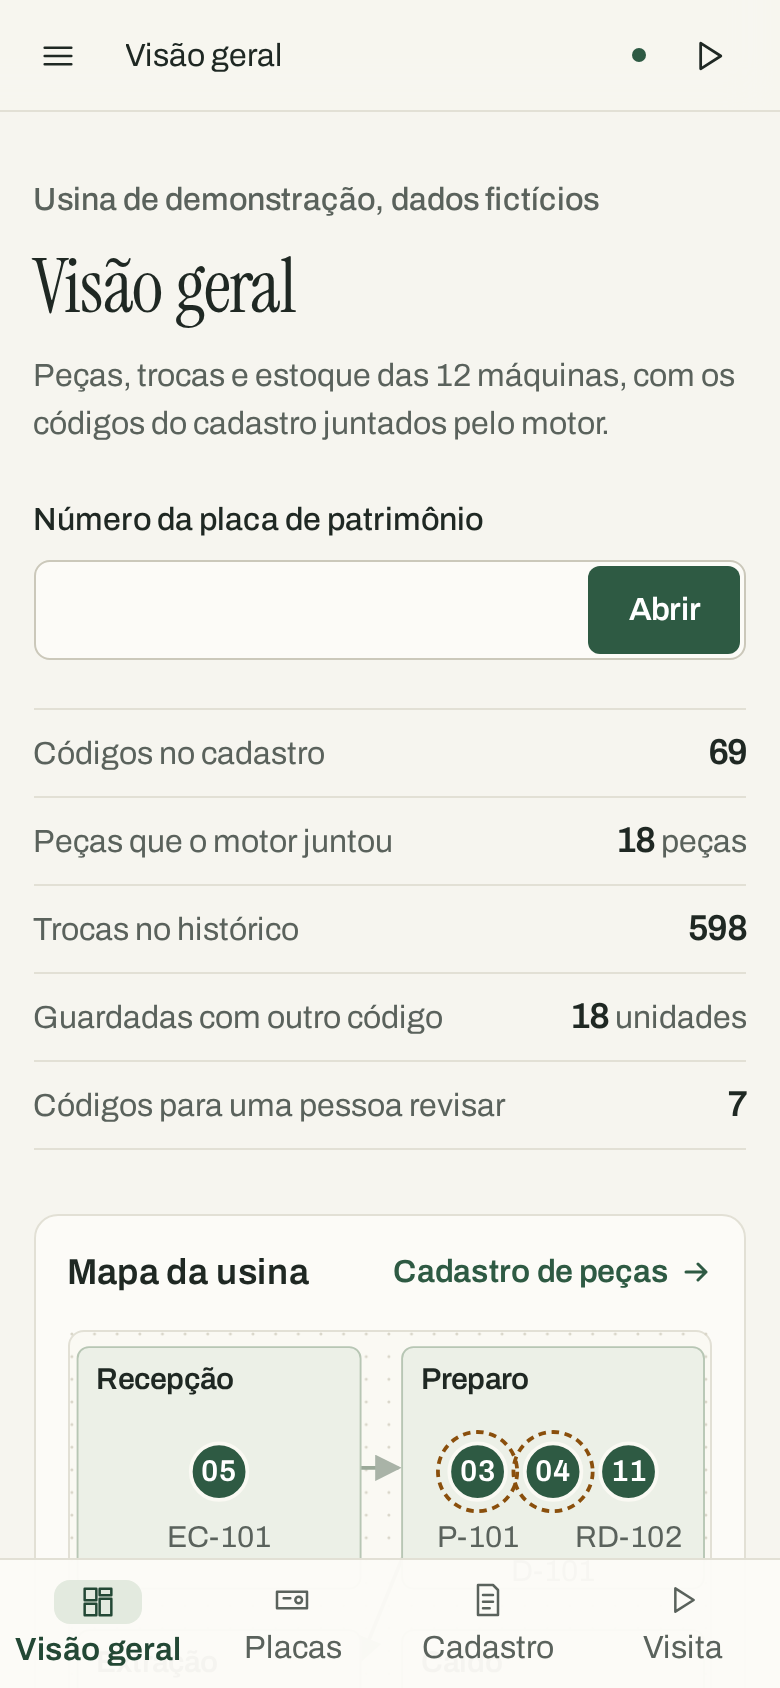 Visão geral
Usina de demonstração, dados fictícios
Visão geral
Peças, trocas e estoque das 12 máquinas, com os
códigos do cadastro juntados pelo motor.
Número da placa de patrimônio
Abrir
Códigos no cadastro 69
Peças que o motor juntou 18 peças
Trocas no histórico 598
Guardadas com outro código 18 unidades
Códigos para uma pessoa revisar 7
Mapa da usina Cadastro de peças →
Recepção Preparo
05 03 04 11
EC-101 P-101 RD-102
D-101
Extração Caldo
Visão geral Placas Cadastro Visita